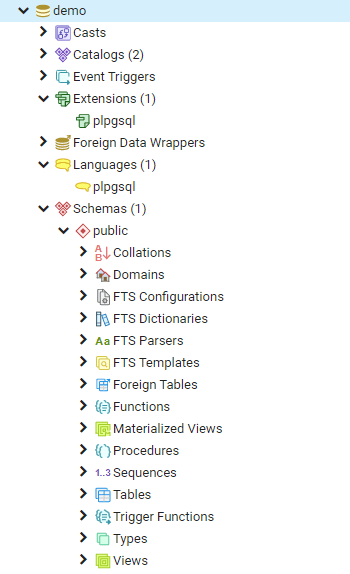 demo
Casts
Catalogs (2)
Event Triggers
Extensions (1)
plpgsql
Foreign Data Wrappers
Languages (1)
plpgsql
Schemas (1)
public
Collations
Domains
FTS Configurations
FTS Dictionaries
Aa FTS Parsers
FTS Templates
Foreign Tables
Functions
Materialized Views
Procedures
1..3 Sequences
Tables
Trigger Functions
Types
Views